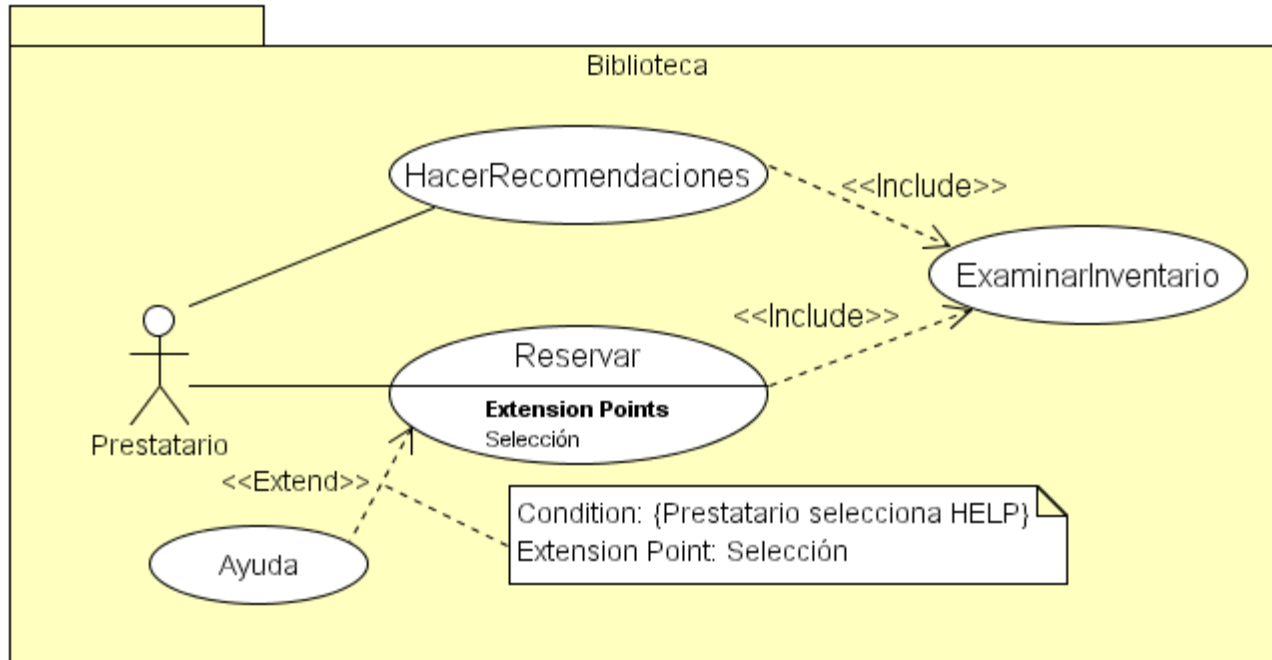 Biblioteca
HacerRecomendaciones
<<Include>>
ExaminarInventario
<<Include>>
Reservar
Extension Points
Selección
Prestatario
<<Extend>>
Condition: {Prestatario selecciona HELP}
Extension Point: Selección
Ayuda